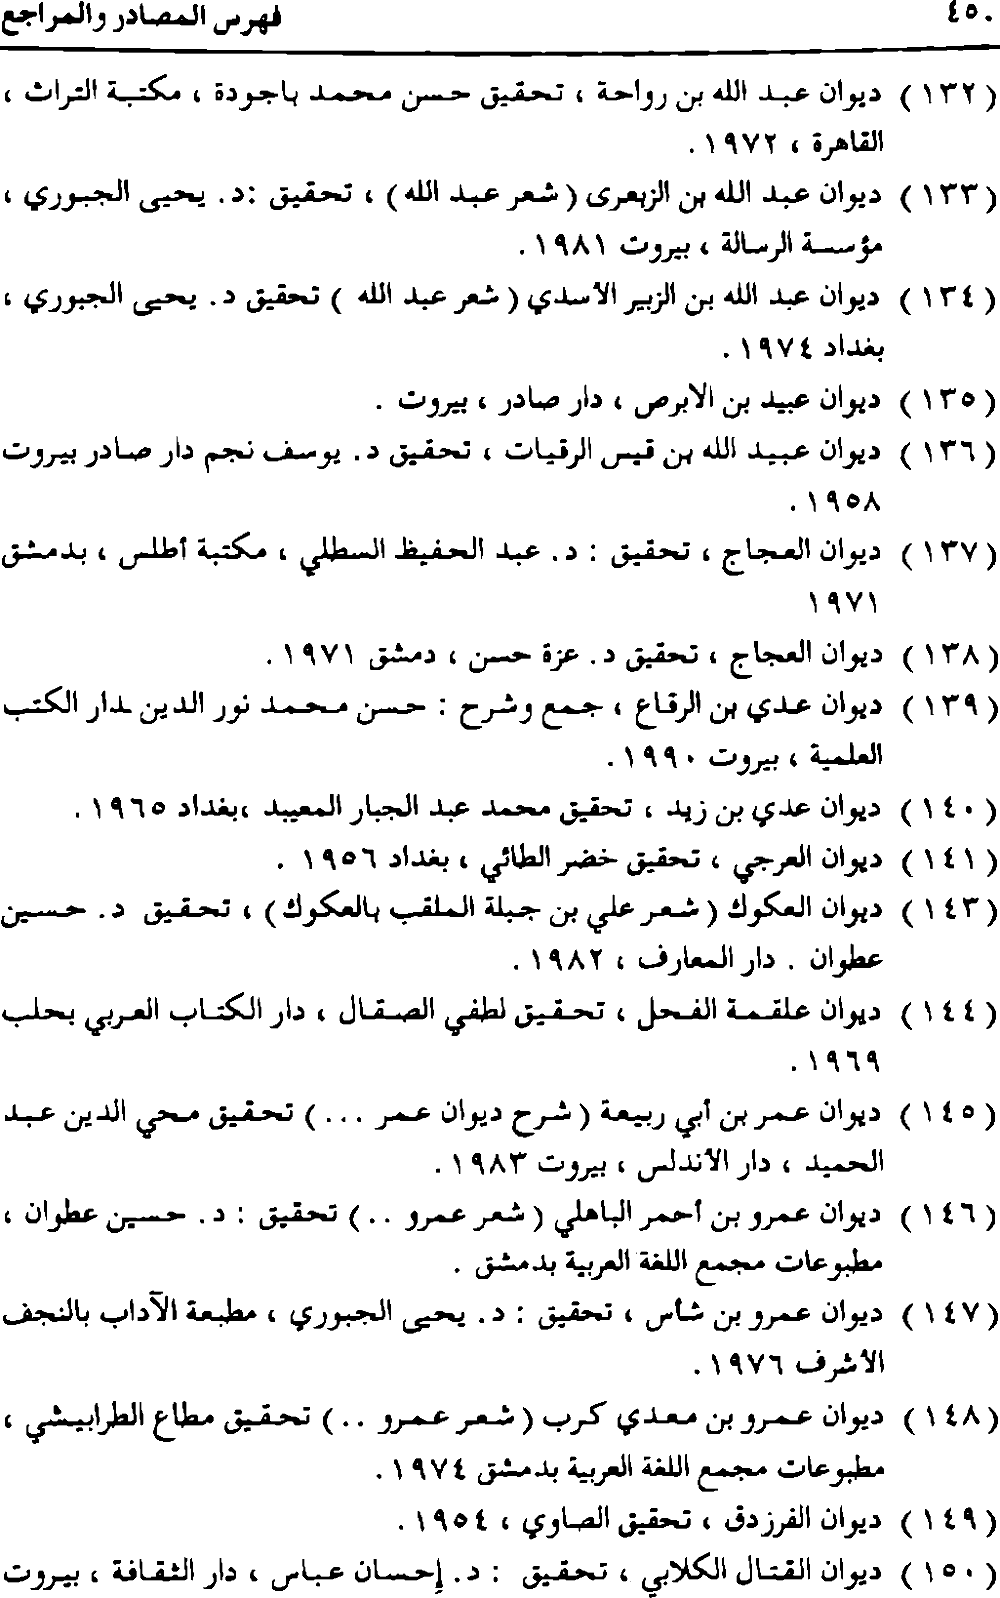 ٤٥٠ فهرس المصادر والمراجع
( ١٣٢ ) ديوان عبد الله بن رواحة ، تحقيق حسن محمد باجودة ، مكتبة التراث ،
القاهرة ، ١٩٧٢ .
( ١٣٣ ) ديوان عبد الله بن الزبعرى ( شعر عبد الله ) ، تحقيق :د. يحيى الجبوري ،
مؤسسة الرسالة ، بيروت ١٩٨١ .
( ١٣٤ ) ديوان عبد الله بن الزبير الأسدي ( شعر عبد الله ) تحقيق د. يحيى الجبوري ،
بغداد ١٩٧٤ .
( ١٣٥ ) ديوان عبيد بن الابرص ، دار صادر ، بيروت .
( ١٣٦ ) ديوان عبيد الله بن قيس الرقيات ، تحقيق د. يوسف نجم دار صادر بيروت
١٩٥٨ .
( ١٣٧ ) ديوان العجاج ، تحقيق : د. عبد الحفيظ السطلي ، مكتبة أطلس ، بدمشق
١٩٧١
( ١٣٨ ) ديوان العجاج ، تحقيق د. عزة حسن ، دمشق ١٩٧١ .
( ١٣٩ ) ديوان عدي بن الرقاع ، جمع وشرح : حسن محمد نور الدين لدار الكتب
العلمية ، بيروت ١٩٩٠ .
( ١٤٠ ) ديوان عدي بن زيد ، تحقيق محمد عبد الجبار المعيبد ،بغداد ١٩٦٥ .
( ١٤١ ) ديوان العرجي ، تحقيق خضر الطائي ، بغداد ١٩٥٦ .
( ١٤٣ ) ديوان العكوك ( شعر علي بن جبلة الملقب بالعكوك ) ، تحقيق د. حسين
عطوان . دار المعارف ، ١٩٨٢ .
( ١٤٤ ) ديوان علقمة الفحل ، تحقيق لطفي الصقال ، دار الكتاب العربي بحلب
١٩٦٩ .
( ١٤٥ ) ديوان عمر بن أبي ربيعة ( شرح ديوان عمر ... ) تحقيق محي الدين عبد
الحميد ، دار الأندلس ، بيروت ١٩٨٣ .
( ١٤٦ ) ديوان عمرو بن أحمر الباهلي ( شعر عمرو .. ) تحقيق : د. حسين عطوان ،
مطبوعات مجمع اللغة العربية بدمشق .
( ١٤٧ ) ديوان عمرو بن شأس ، تحقيق : د. يحيى الجبوري ، مطبعة الآداب بالنجف
الأشرف ١٩٧٦ .
( ١٤٨ ) ديوان عمرو بن معدي كرب ( شعر عمرو .. ) تحقيق مطاع الطرابيشي ،
مطبوعات مجمع اللغة العربية بدمشق ١٩٧٤ .
( ١٤٩ ) ديوان الفرزدق ، تحقيق الصاوي ، ١٩٥٤ .
( ١٥٠ ) ديوان القتال الكلابي ، تحقيق : د. إحسان عباس ، دار الثقافة ، بيروت